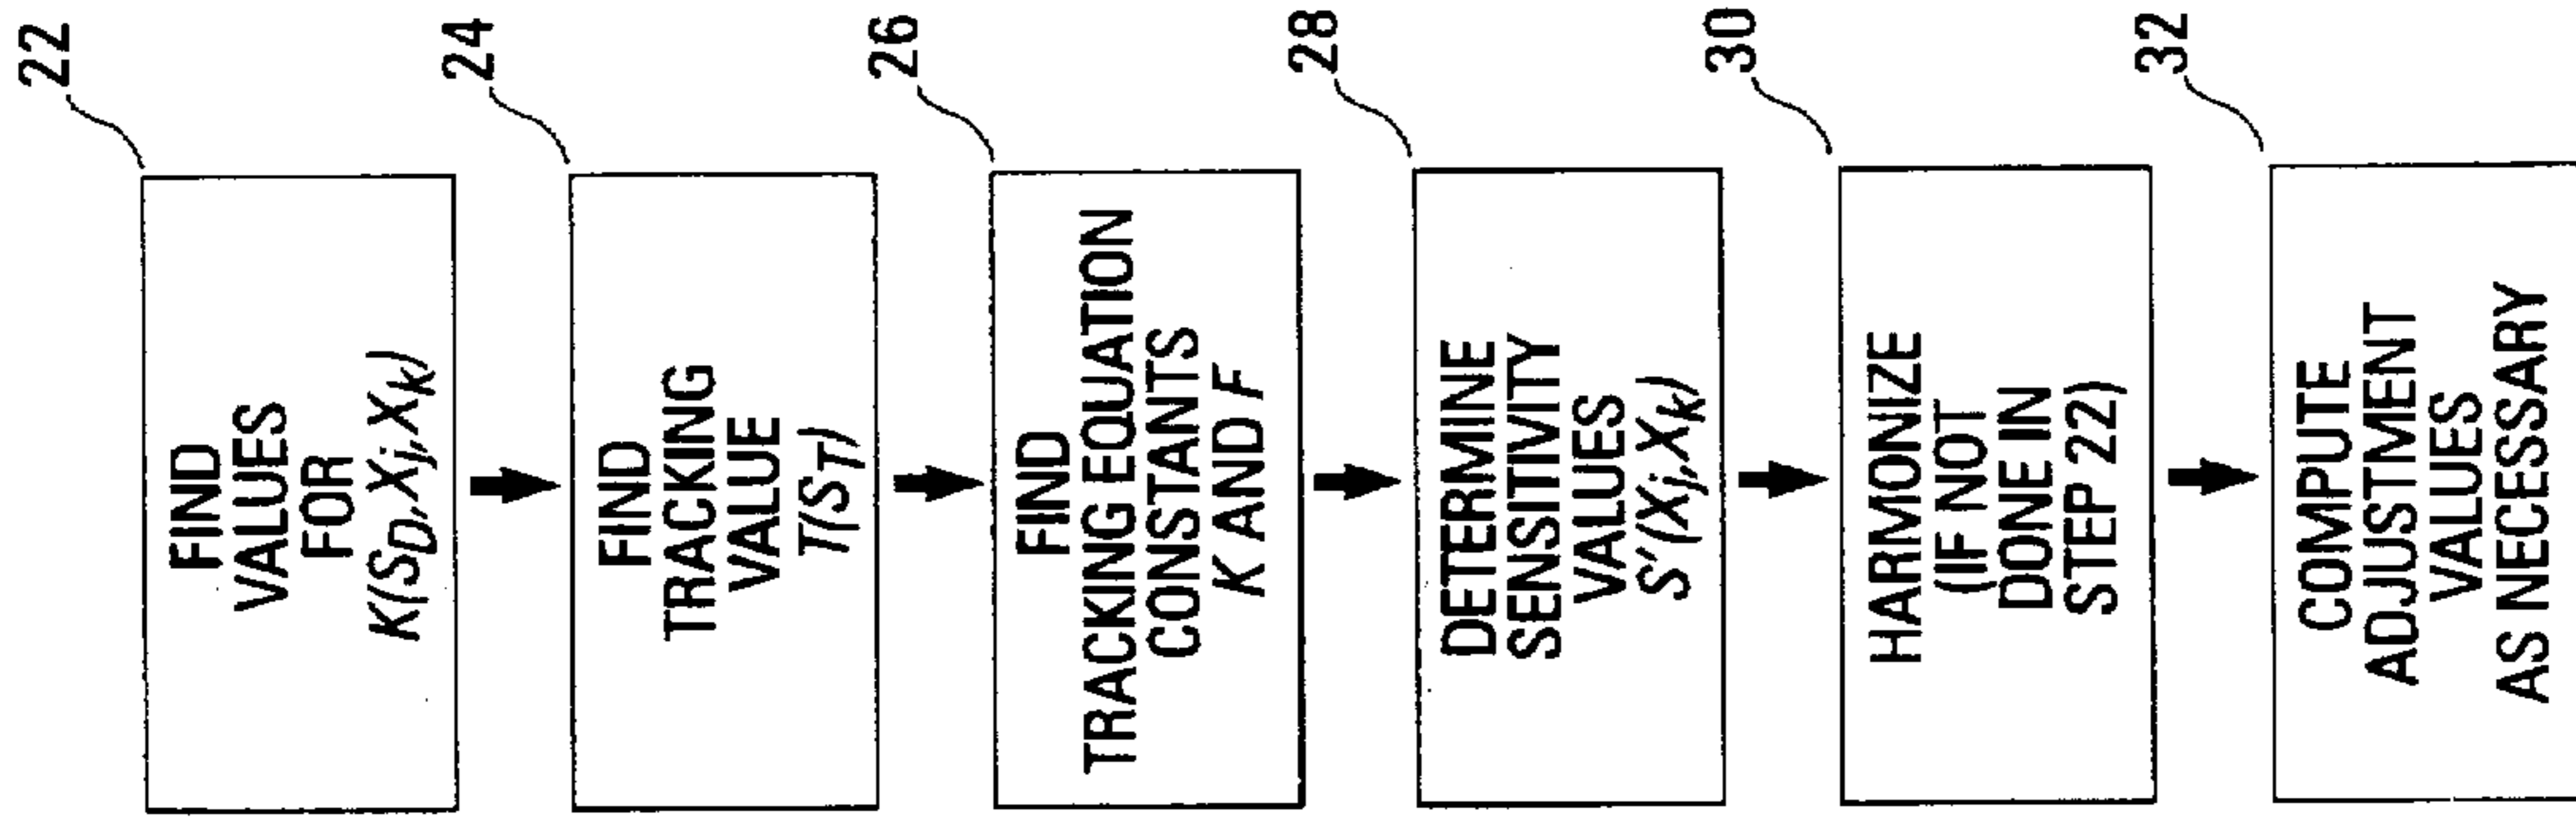 22
FIND
VALUES
FOR
K(S_D,X_j,X_k)
24
FIND
TRACKING
VALUE
T(S_T)
26
FIND
TRACKING EQUATION
CONSTANTS
K AND F
28
DETERMINE
SENSITIVITY
VALUES
S'(X_j,X_k)
30
HARMONIZE
(IF NOT
DONE IN
STEP 22)
32
COMPUTE
ADJUSTMENT
VALUES
AS NECESSARY